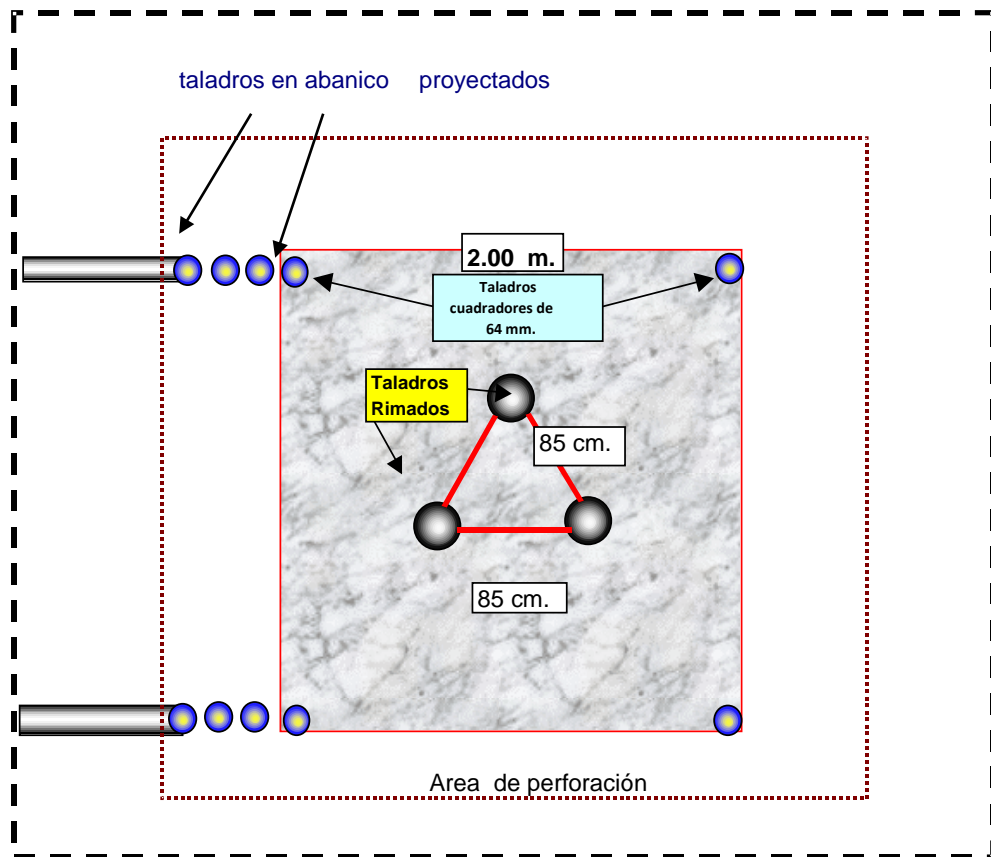 taladros en abanico proyectados
2.00 m.
Taladros
cuadradores de
64 mm.
Taladros
Rimados
85 cm.
85 cm.
Area de perforación